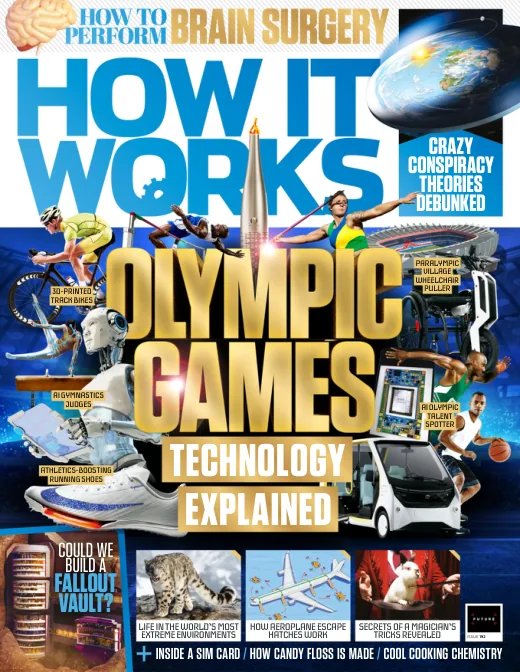 HOW TO
PERFORM
BRAIN SURGERY
HOW IT
WORKS
CRAZY
CONSPIRACY
THEORIES
DEBUNKED
OLYMPIC
GAMES
TECHNOLOGY
EXPLAINED
3D-PRINTED
TRACK BIKES
PARALYMPIC
VILLAGE
WHEELCHAIR
PULLER
AI GYMNASTICS
JUDGES
AI OLYMPIC
TALENT
SPOTTER
ATHLETICS-BOOSTING
RUNNING SHOES
COULD WE
BUILD A
FALLOUT
VAULT?
LIFE IN THE WORLD'S MOST
EXTREME ENVIRONMENTS
HOW AEROPLANE ESCAPE
HATCHES WORK
SECRETS OF A MAGICIAN'S
TRICKS REVEALED
FUTURE
+ INSIDE A SIM CARD / HOW CANDY FLOSS IS MADE / COOL COOKING CHEMISTRY